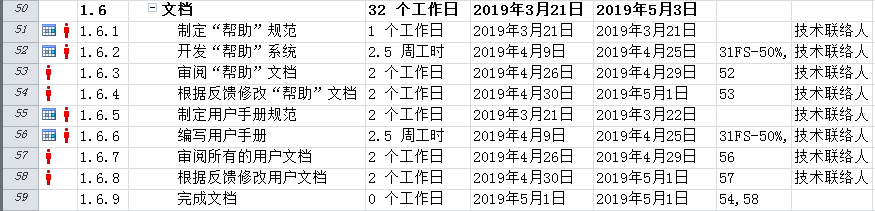 50 1.6 文档 32 个工作日 2019年3月21日 2019年5月3日
51 1.6.1 制定“帮助”规范 1 个工作日 2019年3月21日 2019年3月21日 技术联络人
52 1.6.2 开发“帮助”系统 2.5 周工时 2019年4月9日 2019年4月25日 31FS-50%, 技术联络人
53 1.6.3 审阅“帮助”文档 2 个工作日 2019年4月26日 2019年4月29日 52 技术联络人
54 1.6.4 根据反馈修改“帮助”文档 2 个工作日 2019年4月30日 2019年5月1日 53 技术联络人
55 1.6.5 制定用户手册规范 2 个工作日 2019年3月21日 2019年3月22日 技术联络人
56 1.6.6 编写用户手册 2.5 周工时 2019年4月9日 2019年4月25日 31FS-50%, 技术联络人
57 1.6.7 审阅所有的用户文档 2 个工作日 2019年4月26日 2019年4月29日 56 技术联络人
58 1.6.8 根据反馈修改用户文档 2 个工作日 2019年4月30日 2019年5月1日 57 技术联络人
59 1.6.9 完成文档 0 个工作日 2019年5月1日 2019年5月1日 54,58